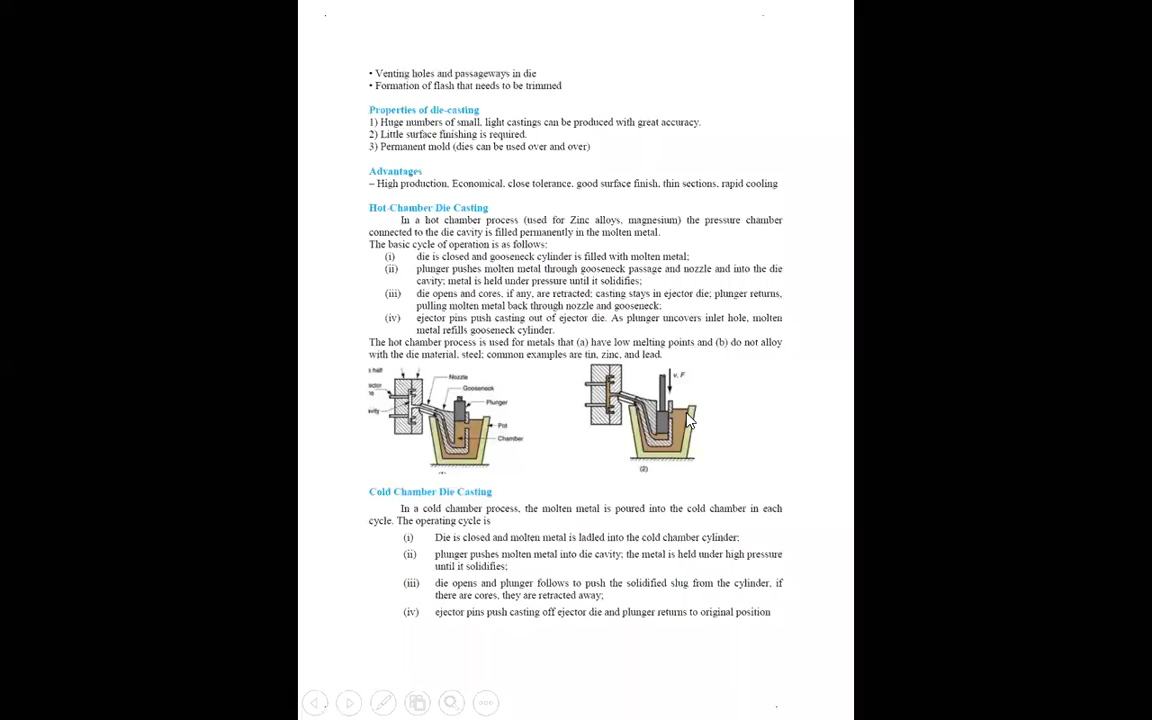 • Venting holes and passageways in die
• Formation of flash that needs to be trimmed
Properties of die-casting
1) Huge numbers of small, light castings can be produced with great accuracy.
2) Little surface finishing is required.
3) Permanent mold (dies can be used over and over)
Advantages
– High production, Economical, close tolerance, good surface finish, thin sections, rapid cooling
Hot-Chamber Die Casting
In a hot chamber process (used for Zinc alloys, magnesium) the pressure chamber
connected to the die cavity is filled permanently in the molten metal.
The basic cycle of operation is as follows:
(i) die is closed and gooseneck cylinder is filled with molten metal;
(ii) plunger pushes molten metal through gooseneck passage and nozzle and into the die
cavity; metal is held under pressure until it solidifies;
(iii) die opens and cores, if any, are retracted; casting stays in ejector die; plunger returns,
pulling molten metal back through nozzle and gooseneck;
(iv) ejector pins push casting out of ejector die. As plunger uncovers inlet hole, molten
metal refills gooseneck cylinder.
The hot chamber process is used for metals that (a) have low melting points and (b) do not alloy
with the die material, steel; common examples are tin, zinc, and lead.
Nozzle
Gooseneck
Plunger
Pot
Chamber
v, F
(2)
Cold Chamber Die Casting
In a cold chamber process, the molten metal is poured into the cold chamber in each
cycle. The operating cycle is
(i) Die is closed and molten metal is ladled into the cold chamber cylinder;
(ii) plunger pushes molten metal into die cavity; the metal is held under high pressure
until it solidifies;
(iii) die opens and plunger follows to push the solidified slug from the cylinder, if
there are cores, they are retracted away;
(iv) ejector pins push casting off ejector die and plunger returns to original position